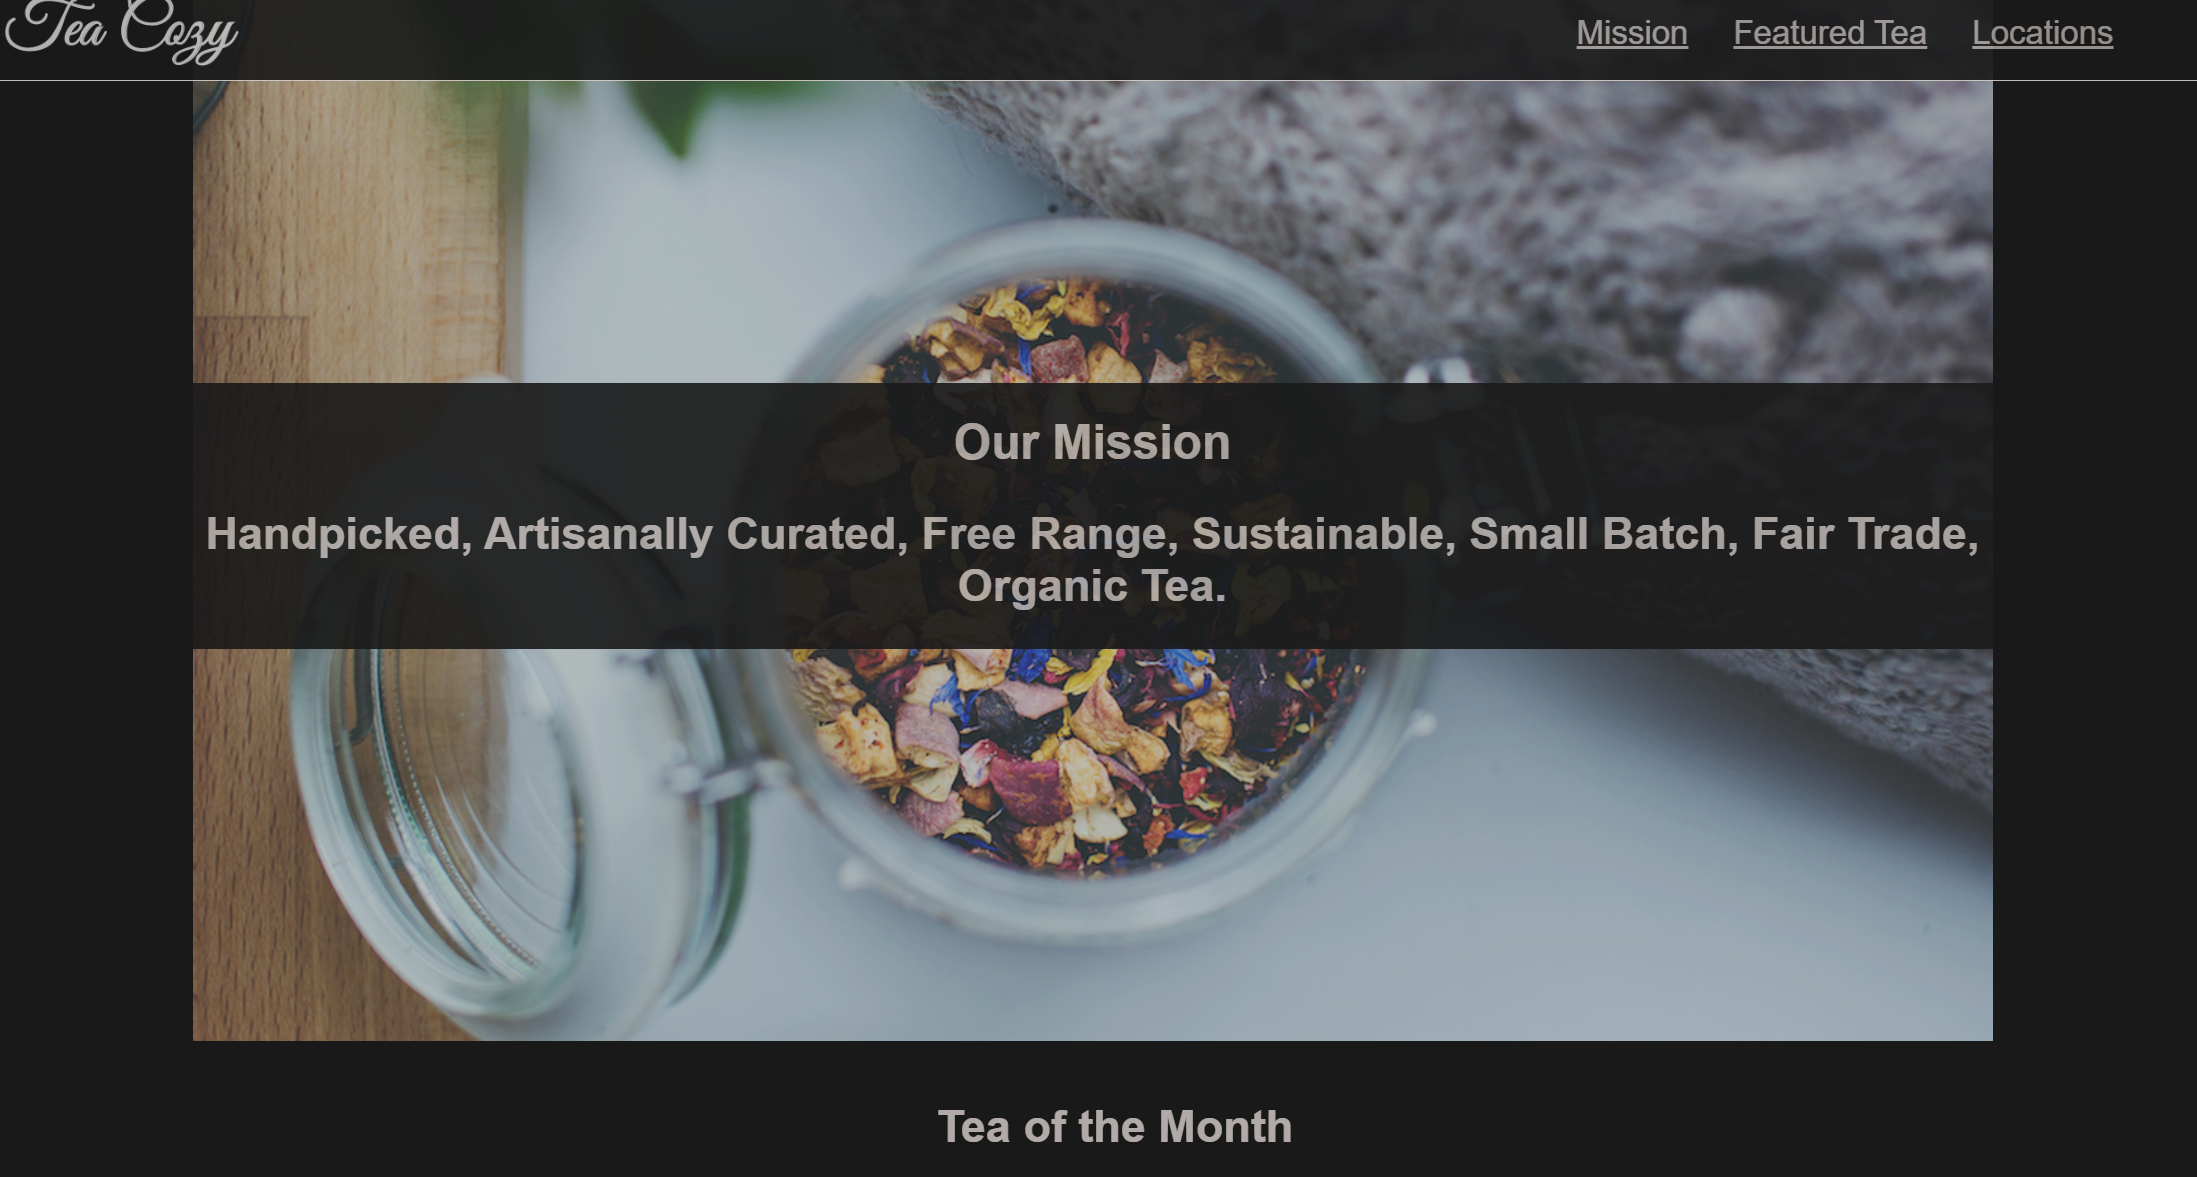 Tea Cozy
Mission Featured Tea Locations
Our Mission
Handpicked, Artisanally Curated, Free Range, Sustainable, Small Batch, Fair Trade,
Organic Tea.
Tea of the Month